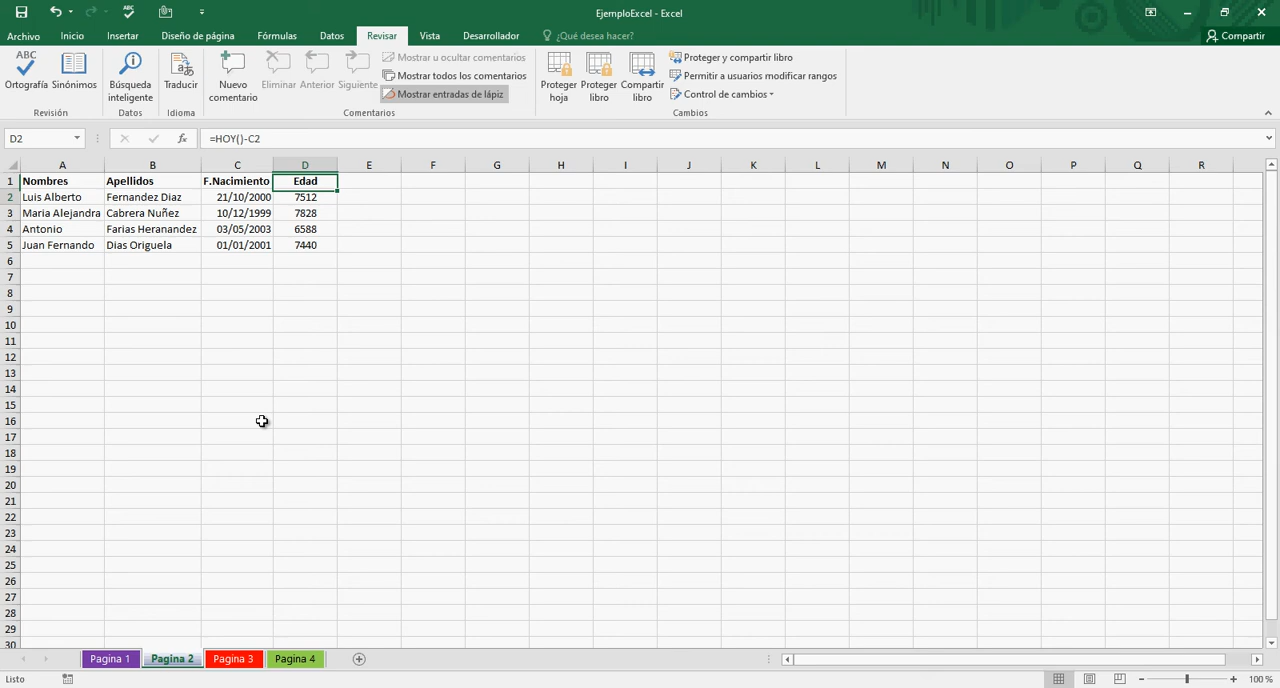 EjemploExcel - Excel
Archivo Inicio Insertar Diseño de página Fórmulas Datos Revisar Vista Desarrollador ¿Qué desea hacer? Compartir
ABC
Ortografía Sinónimos
Revisión
Búsqueda inteligente
Datos
Traducir
Idioma
Nuevo comentario
Eliminar Anterior Siguiente
Mostrar u ocultar comentarios
Mostrar todos los comentarios
Mostrar entradas de lápiz
Comentarios
Proteger hoja
Proteger libro
Compartir libro
Proteger y compartir libro
Permitir a usuarios modificar rangos
Control de cambios
Cambios
D2 fx =HOY()-C2
A B C D E F G H I J K L M N O P Q R
1 Nombres Apellidos F.Nacimiento Edad
2 Luis Alberto Fernandez Diaz 21/10/2000 7512
3 Maria Alejandra Cabrera Nuñez 10/12/1999 7828
4 Antonio Farias Heranandez 03/05/2003 6588
5 Juan Fernando Dias Origuela 01/01/2001 7440
6
7
8
9
10
11
12
13
14
15
16
17
18
19
20
21
22
23
24
25
26
27
28
29
30
Pagina 1 Pagina 2 Pagina 3 Pagina 4
Listo 100 %